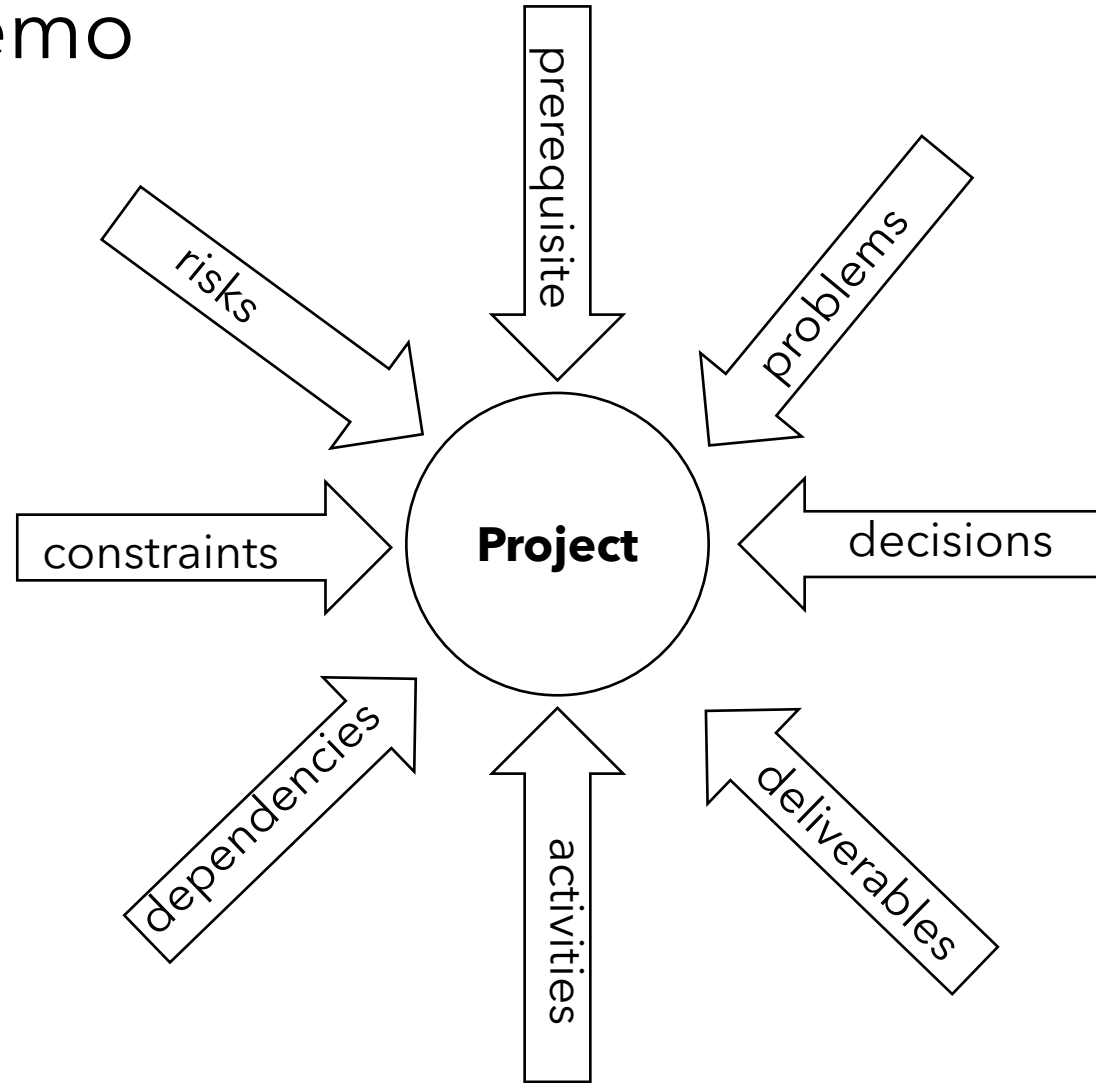 emo
prerequisite
problems
risks
constraints
Project
decisions
dependencies
activities
deliverables